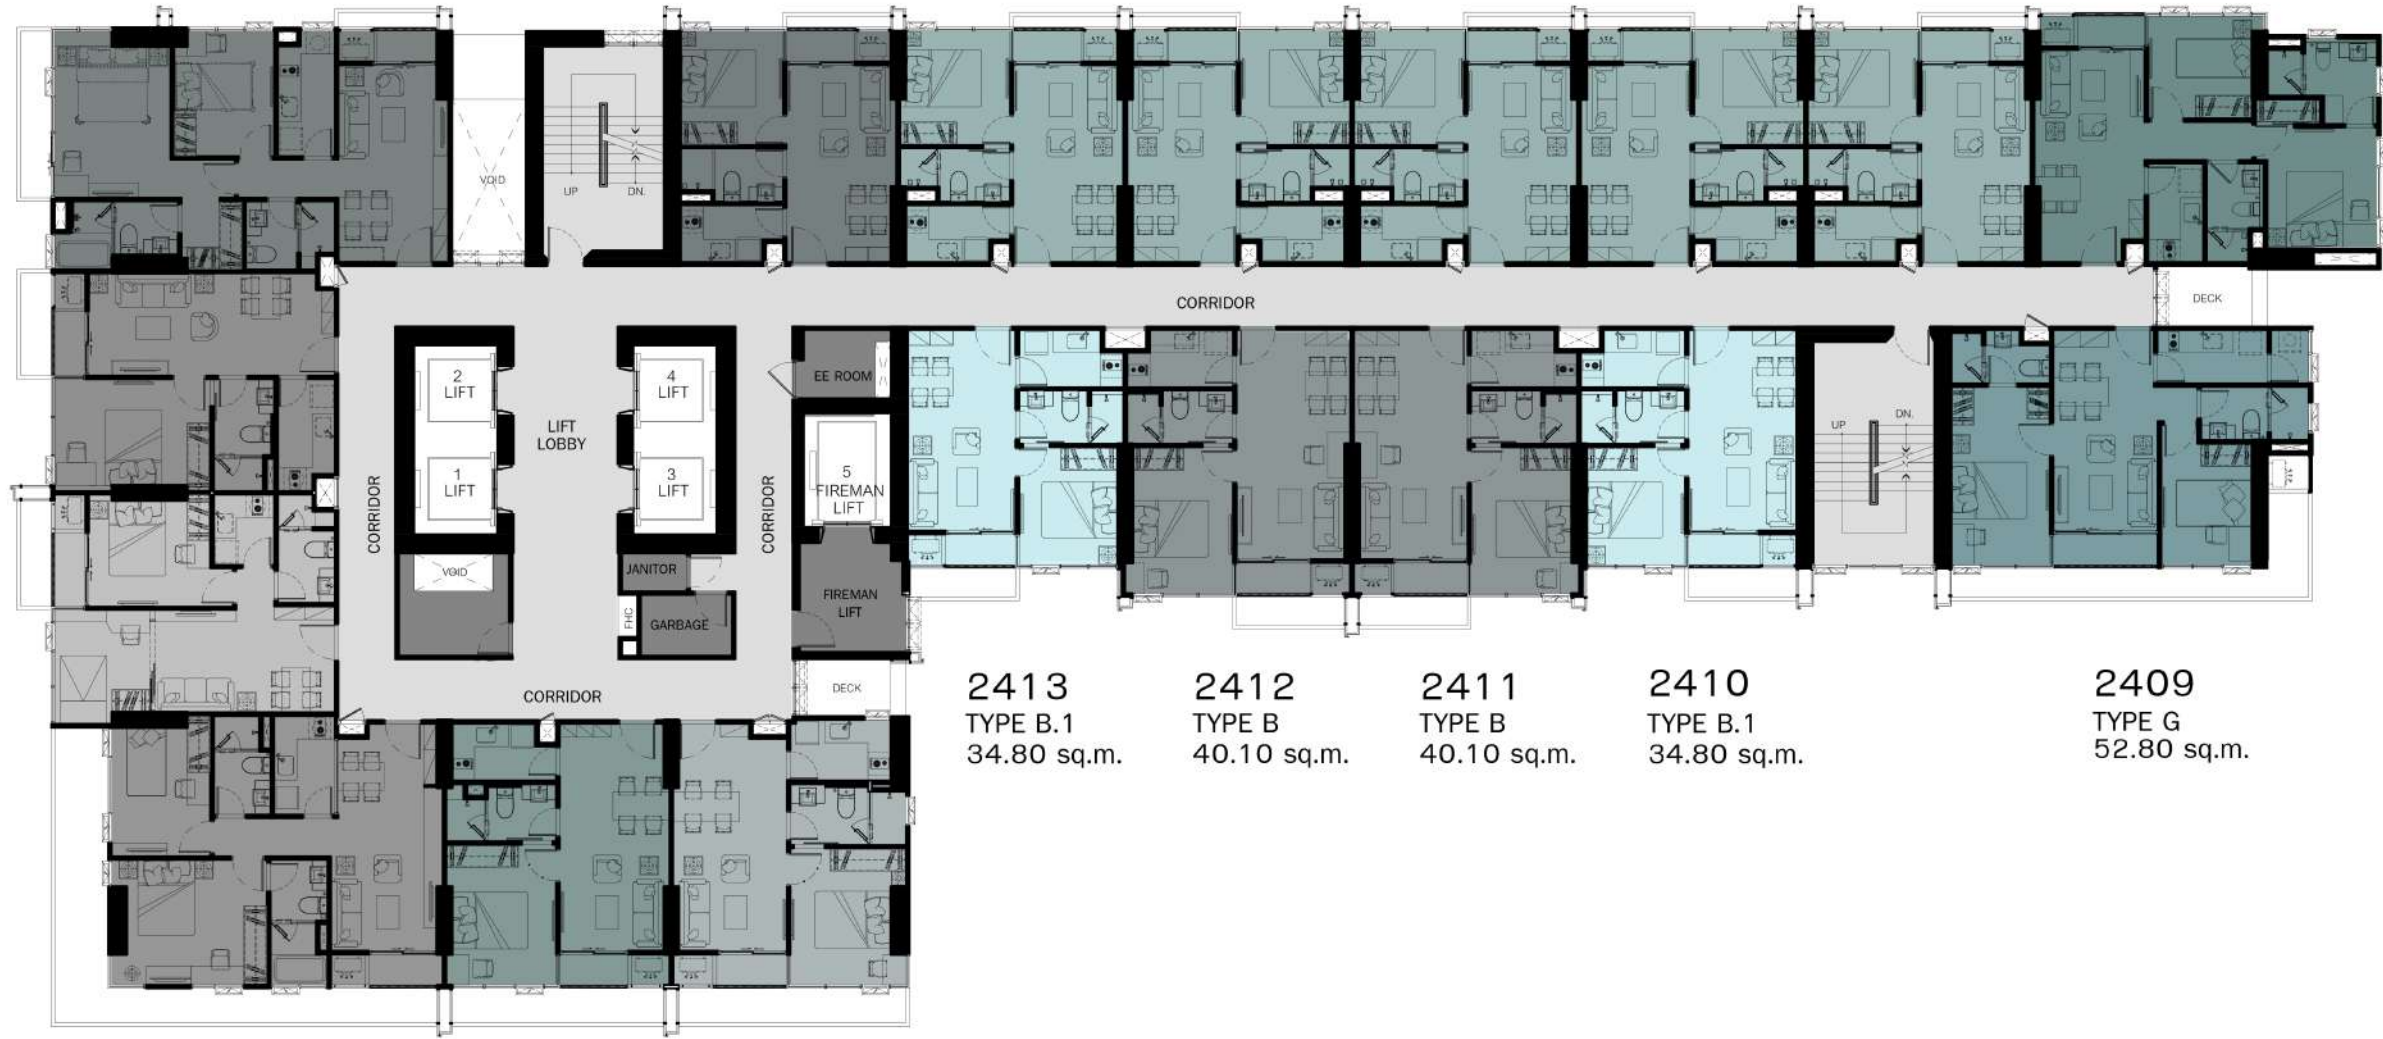 VOID
UP
DN.
CORRIDOR
DECK
2
LIFT
4
LIFT
EE ROOM
LIFT
LOBBY
1
LIFT
3
LIFT
5
FIREMAN
LIFT
CORRIDOR
CORRIDOR
UP
DN.
VOID
JANITOR
FHC
GARBAGE
FIREMAN
LIFT
CORRIDOR
DECK
2413
TYPE B.1
34.80 sq.m.
2412
TYPE B
40.10 sq.m.
2411
TYPE B
40.10 sq.m.
2410
TYPE B.1
34.80 sq.m.
2409
TYPE G
52.80 sq.m.